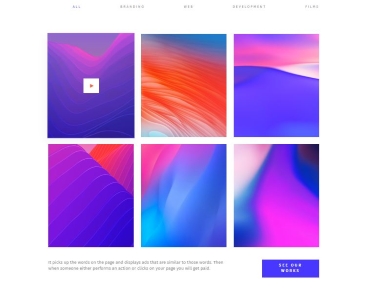 ALL BRANDING WEB DEVELOPMENT FILMS
It picks up the words on the page and displays ads that are similar to those words. Then
when someone either performs an action or clicks on your page you will get paid.
SEE OUR
WORKS